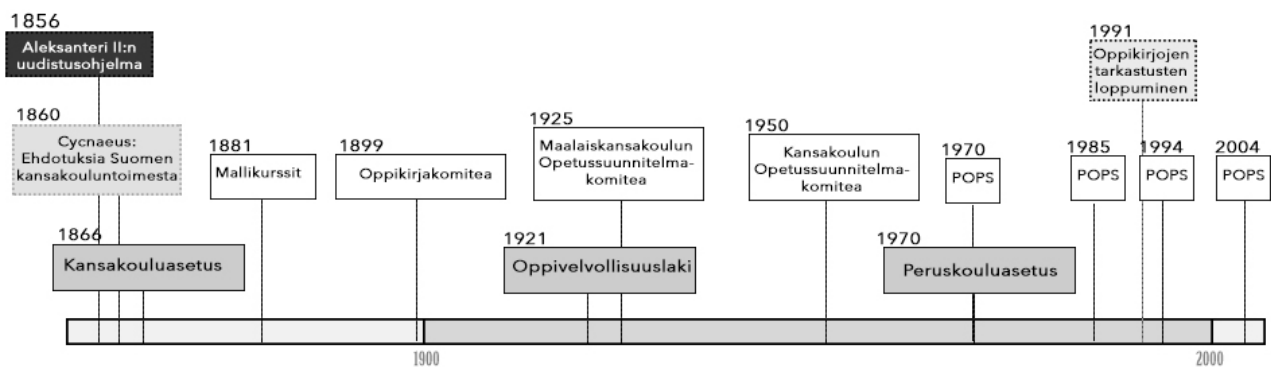 1856
Aleksanteri II:n
uudistusohjelma
1860
Cycnaeus:
Ehdotuksia Suomen
kansakouluntoimesta
1866
Kansakouluasetus
1881
Mallikurssit
1899
Oppikirjakomitea
1925
Maalaiskansakoulun
Opetussuunnitelma-
komitea
1921
Oppivelvollisuuslaki
1950
Kansakoulun
Opetussuunnitelma-
komitea
1970
POPS
1970
Peruskouluasetus
1985
POPS
1991
Oppikirjojen
tarkastusten
loppuminen
1994
POPS
2004
POPS
1900
2000